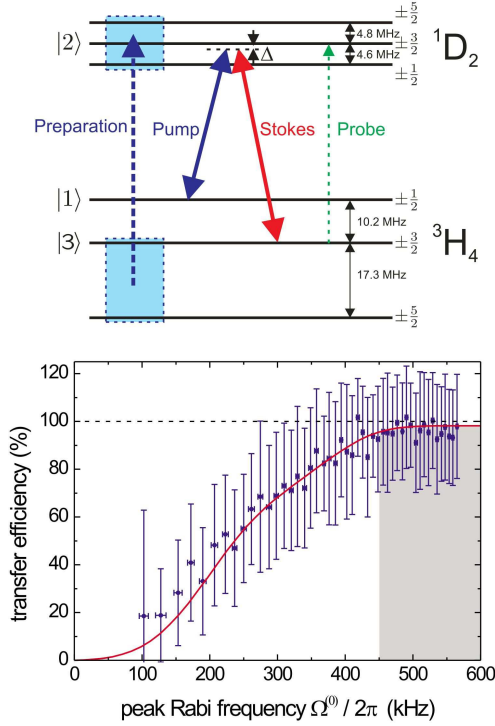 ±5/2
4.8 MHz
|2⟩ ±3/2 ¹D₂
Δ 4.6 MHz
±1/2
Preparation Pump Stokes Probe
|1⟩ ±1/2
10.2 MHz
|3⟩ ±3/2 ³H₄
17.3 MHz
±5/2
120
100
80
60
40
20
0
transfer efficiency (%)
0 100 200 300 400 500 600
peak Rabi frequency Ω⁽⁰⁾ / 2π (kHz)